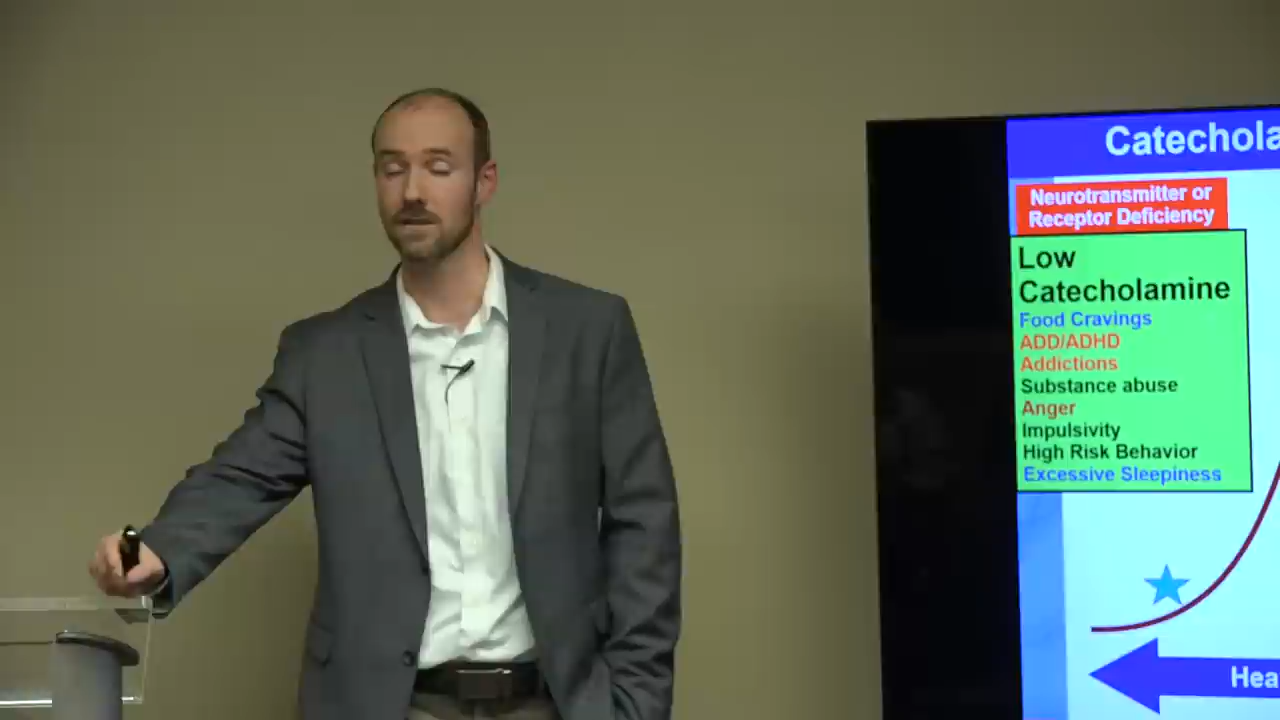 Catechola
Neurotransmitter or
Receptor Deficiency
Low
Catecholamine
Food Cravings
ADD/ADHD
Addictions
Substance abuse
Anger
Impulsivity
High Risk Behavior
Excessive Sleepiness
Hea